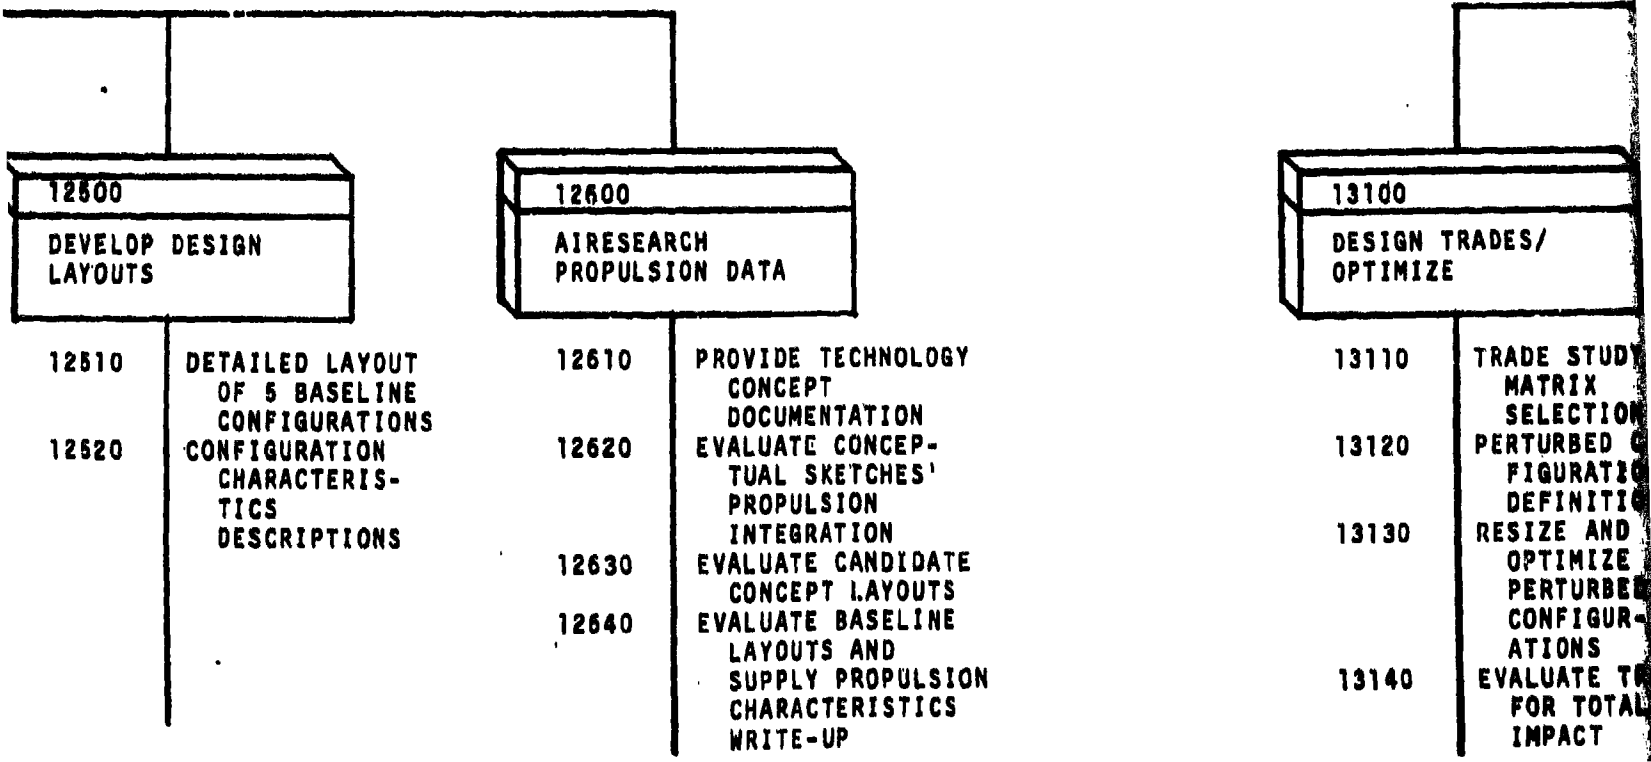 12500
DEVELOP DESIGN
LAYOUTS
12510 DETAILED LAYOUT
OF 5 BASELINE
CONFIGURATIONS
12520 CONFIGURATION
CHARACTERIS-
TICS
DESCRIPTIONS
12600
AIRESEARCH
PROPULSION DATA
12610 PROVIDE TECHNOLOGY
CONCEPT
DOCUMENTATION
12620 EVALUATE CONCEP-
TUAL SKETCHES'
PROPULSION
INTEGRATION
12630 EVALUATE CANDIDATE
CONCEPT LAYOUTS
12640 EVALUATE BASELINE
LAYOUTS AND
SUPPLY PROPULSION
CHARACTERISTICS
WRITE-UP
13100
DESIGN TRADES/
OPTIMIZE
13110 TRADE STUDY
MATRIX
SELECTION
13120 PERTURBED
13130 RESIZE AND
OPTIMIZE
PERTURBED
CONFIGUR-
ATIONS
13140 EVALUATE
FOR TOTAL
IMPACT